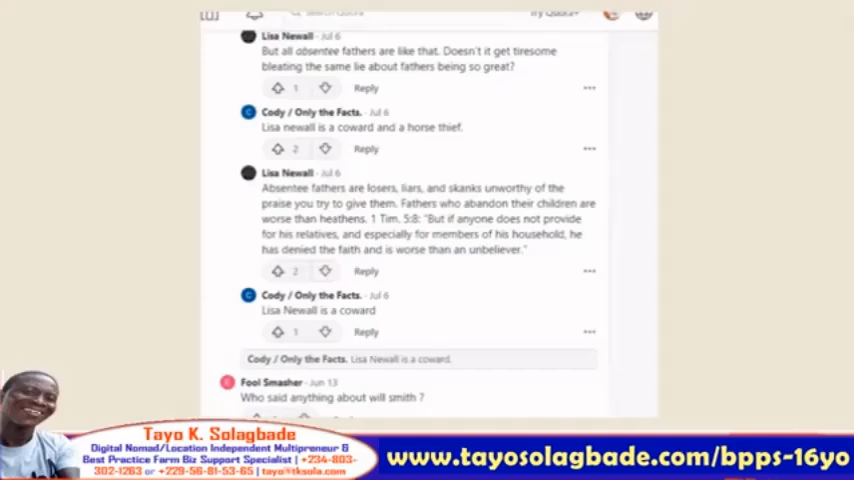 Search Quora
Try Quora+
Lisa Newall · Jul 6
But all absentee fathers are like that. Doesn't it get tiresome
bleating the same lie about fathers being so great?
1 Reply
Cody / Only the Facts. · Jul 6
Lisa newall is a coward and a horse thief.
2 Reply
Lisa Newall · Jul 6
Absentee fathers are losers, liars, and skanks unworthy of the
praise you try to give them. Fathers who abandon their children are
worse than heathens. 1 Tim. 5:8: "But if anyone does not provide
for his relatives, and especially for members of his household, he
has denied the faith and is worse than an unbeliever."
2 Reply
Cody / Only the Facts. · Jul 6
Lisa Newall is a coward
1 Reply
Cody / Only the Facts. Lisa Newall is a coward.
Fool Smasher · Jun 13
Who said anything about will smith ?
Tayo K. Solagbade
Digital Nomad/Location Independent Multipreneur &
Best Practice Farm Biz Support Specialist | +234-803-
302-1263 or +229-56-81-53-65 | tayo@tksola.com
www.tayosolagbade.com/bpps-16yo